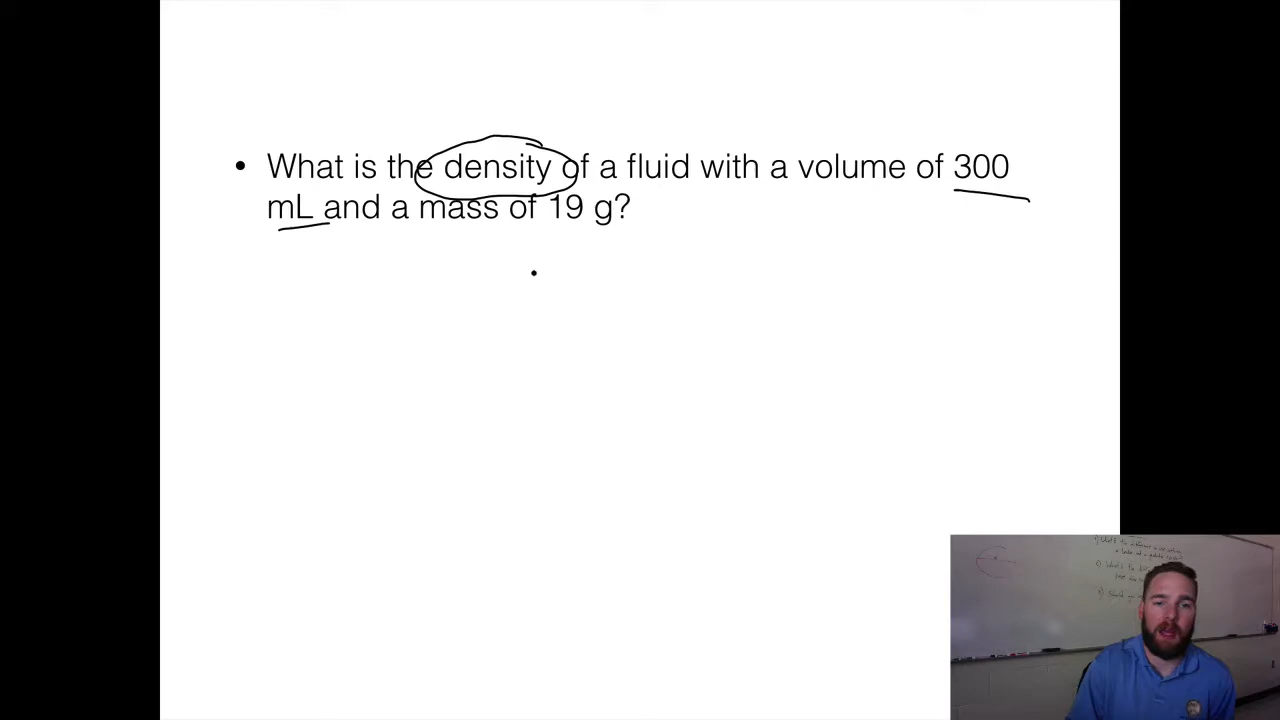 • What is the density of a fluid with a volume of 300
mL and a mass of 19 g?